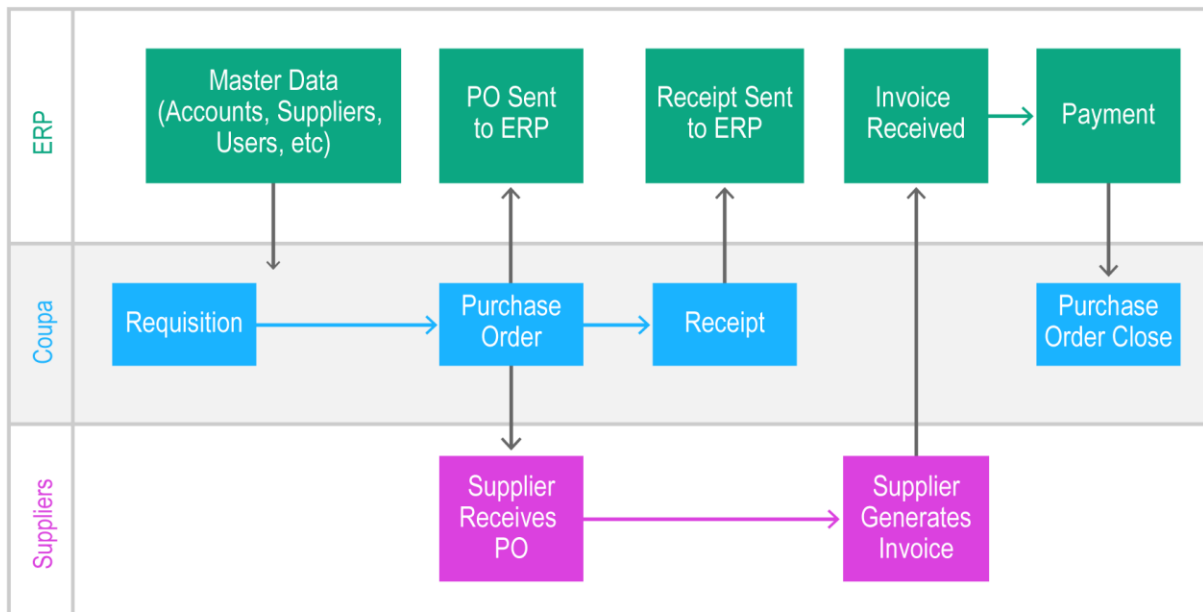 ERP
Master Data
(Accounts, Suppliers,
Users, etc)
PO Sent
to ERP
Receipt Sent
to ERP
Invoice
Received
Payment
Coupa
Requisition
Purchase
Order
Receipt
Purchase
Order Close
Suppliers
Supplier
Receives
PO
Supplier
Generates
Invoice